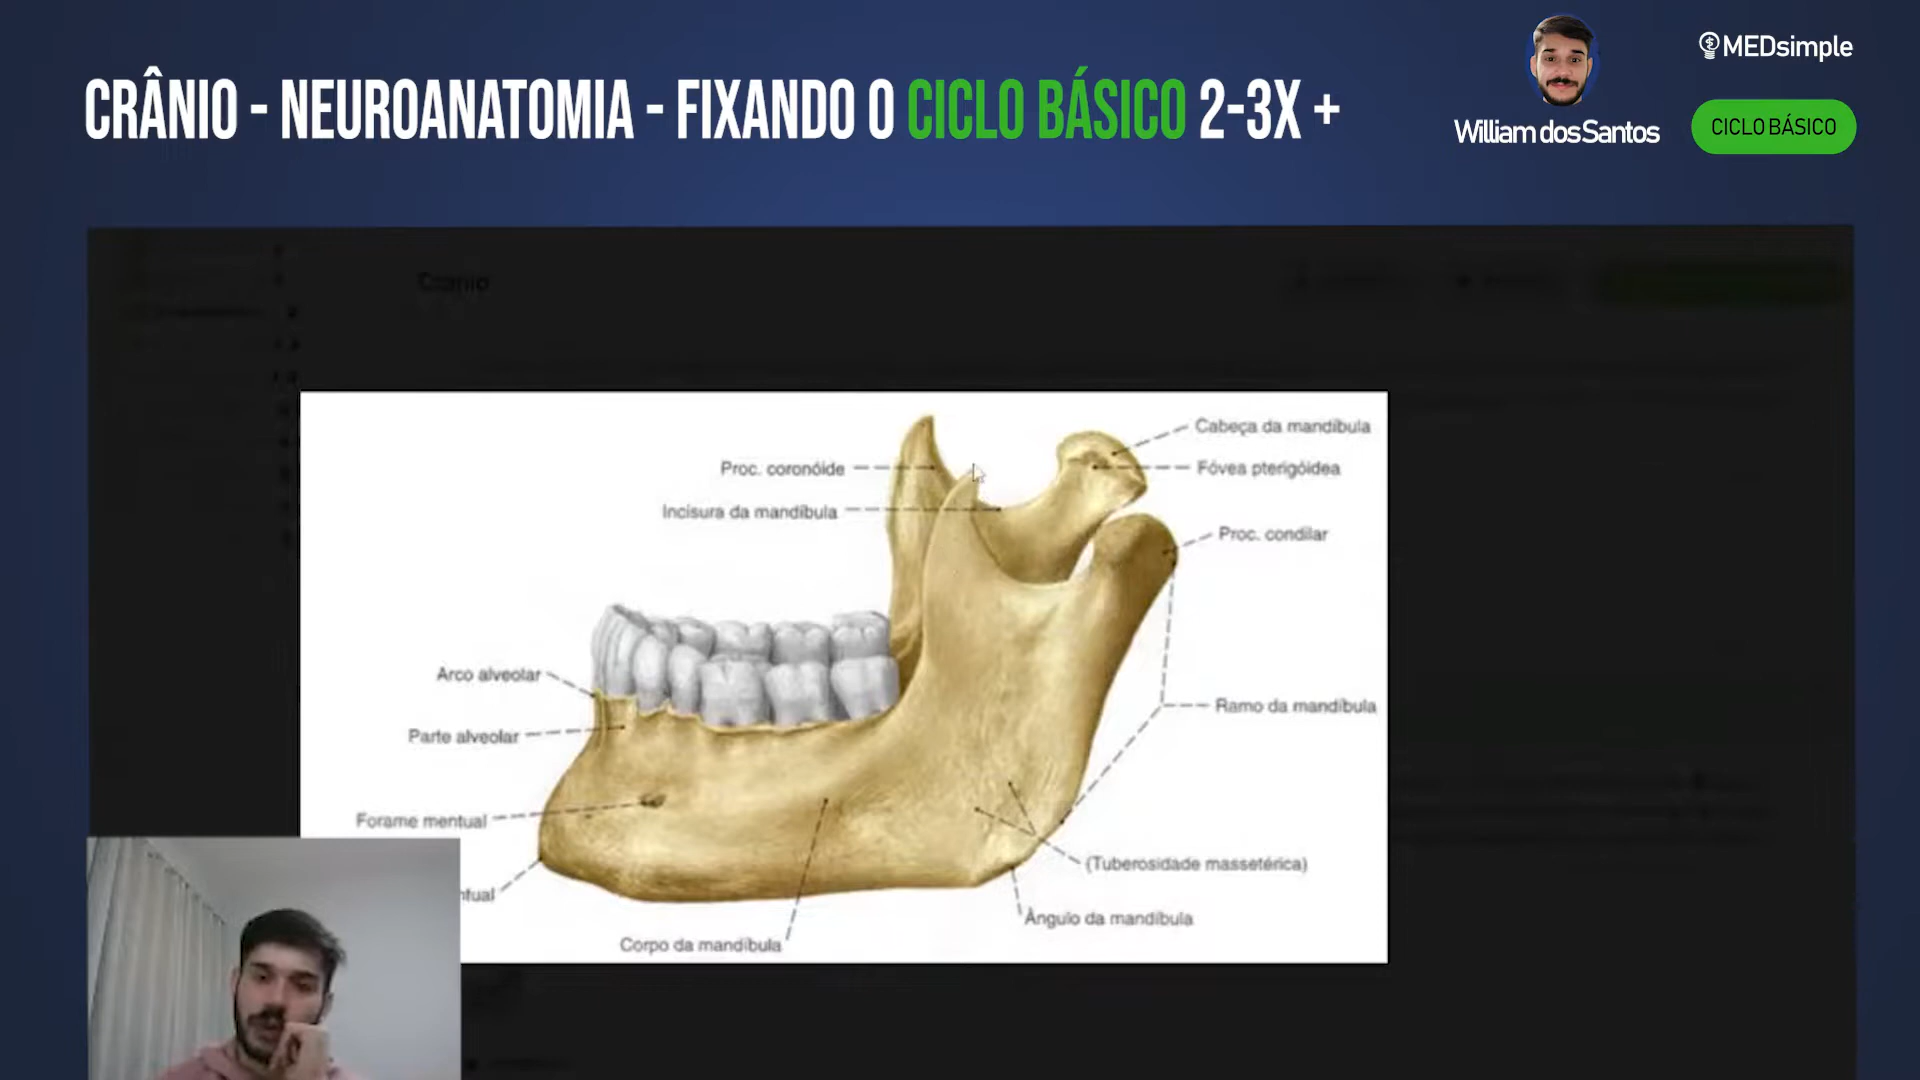 CRÂNIO - NEUROANATOMIA - FIXANDO O CICLO BÁSICO 2-3X +
MEDsimple
William dos Santos
CICLO BÁSICO
Crânio
Cabeça da mandíbula
Proc. coronóide
Fóvea pterigóidea
Incisura da mandíbula
Proc. condilar
Arco alveolar
Ramo da mandíbula
Parte alveolar
Forame mentual
(Tuberosidade massetérica)
Ângulo da mandíbula
Corpo da mandíbula